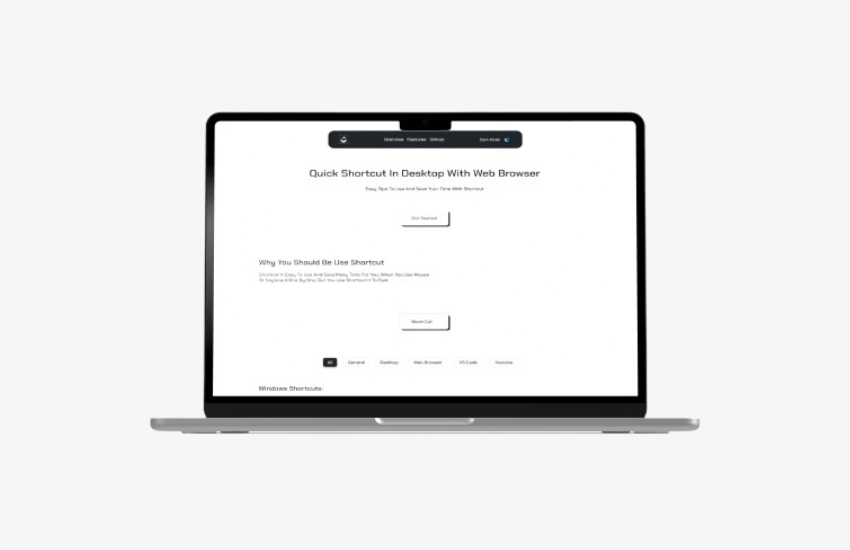 Overview Features Github Dark Mode
Quick Shortcut In Desktop With Web Browser
Easy Tips To Use And Save Your Time With Shortcut
Get Started
Why You Should Be Use Shortcut
Shortcut In Easy To Use And Save Many Time For You, When You Use Mouse
Or Keyboard One By One, But You Use Shortcut It To Fast.
Short Cut
All General Desktop Web Browser VS Code Youtube
Windows Shortcuts: